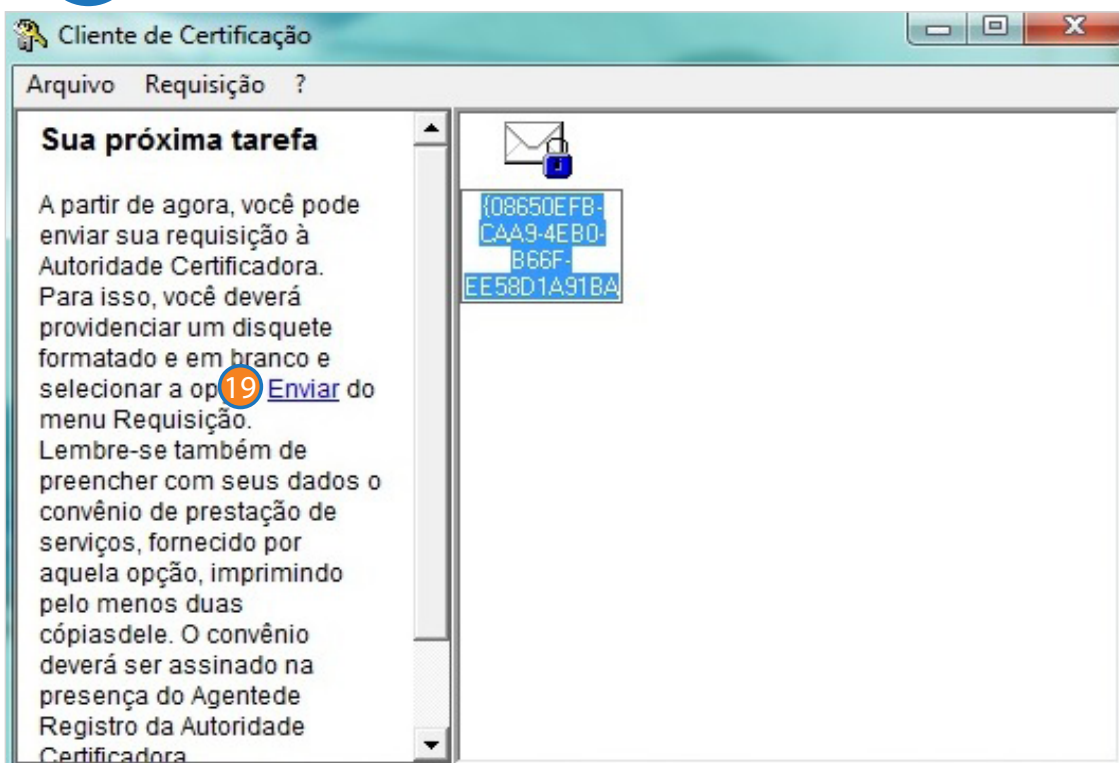 Cliente de Certificação
Arquivo Requisição ?
Sua próxima tarefa
A partir de agora, você pode
enviar sua requisição à
Autoridade Certificadora.
Para isso, você deverá
providenciar um disquete
formatado e em branco e
selecionar a op 19 Enviar do
menu Requisição.
Lembre-se também de
preencher com seus dados o
convênio de prestação de
serviços, fornecido por
aquela opção, imprimindo
pelo menos duas
cópiasdele. O convênio
deverá ser assinado na
presença do Agentede
Registro da Autoridade
Certificadora
{08650EFB-
CAA9-4EB0-
B66F-
EE58D1A91BA